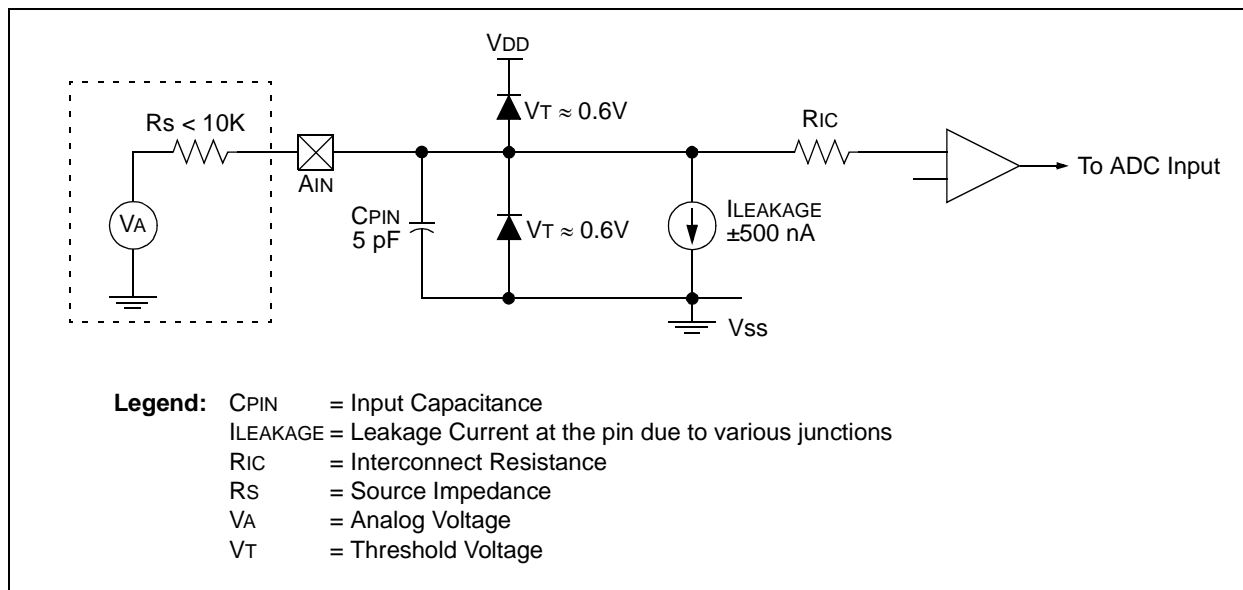 VDD
VT ≈ 0.6V
Rs < 10K
RIC
AIN
To ADC Input
VA
CPIN
5 pF
VT ≈ 0.6V
ILEAKAGE
±500 nA
Vss
Legend: CPIN = Input Capacitance
ILEAKAGE = Leakage Current at the pin due to various junctions
RIC = Interconnect Resistance
RS = Source Impedance
VA = Analog Voltage
VT = Threshold Voltage